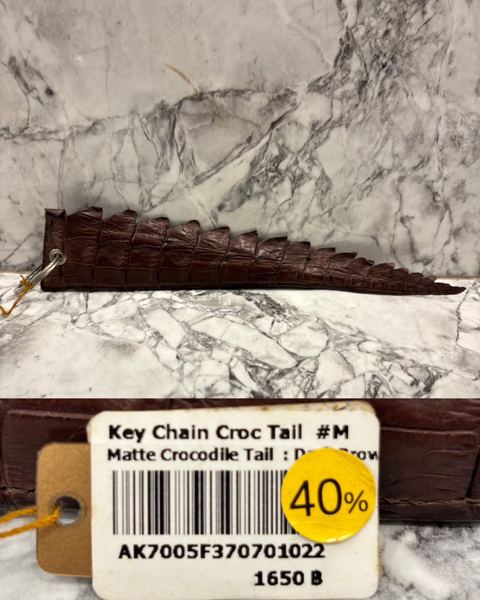 Key Chain Croc Tail #M
Matte Crocodile Tail :
40%
AK7005F370701022
1650 ฿